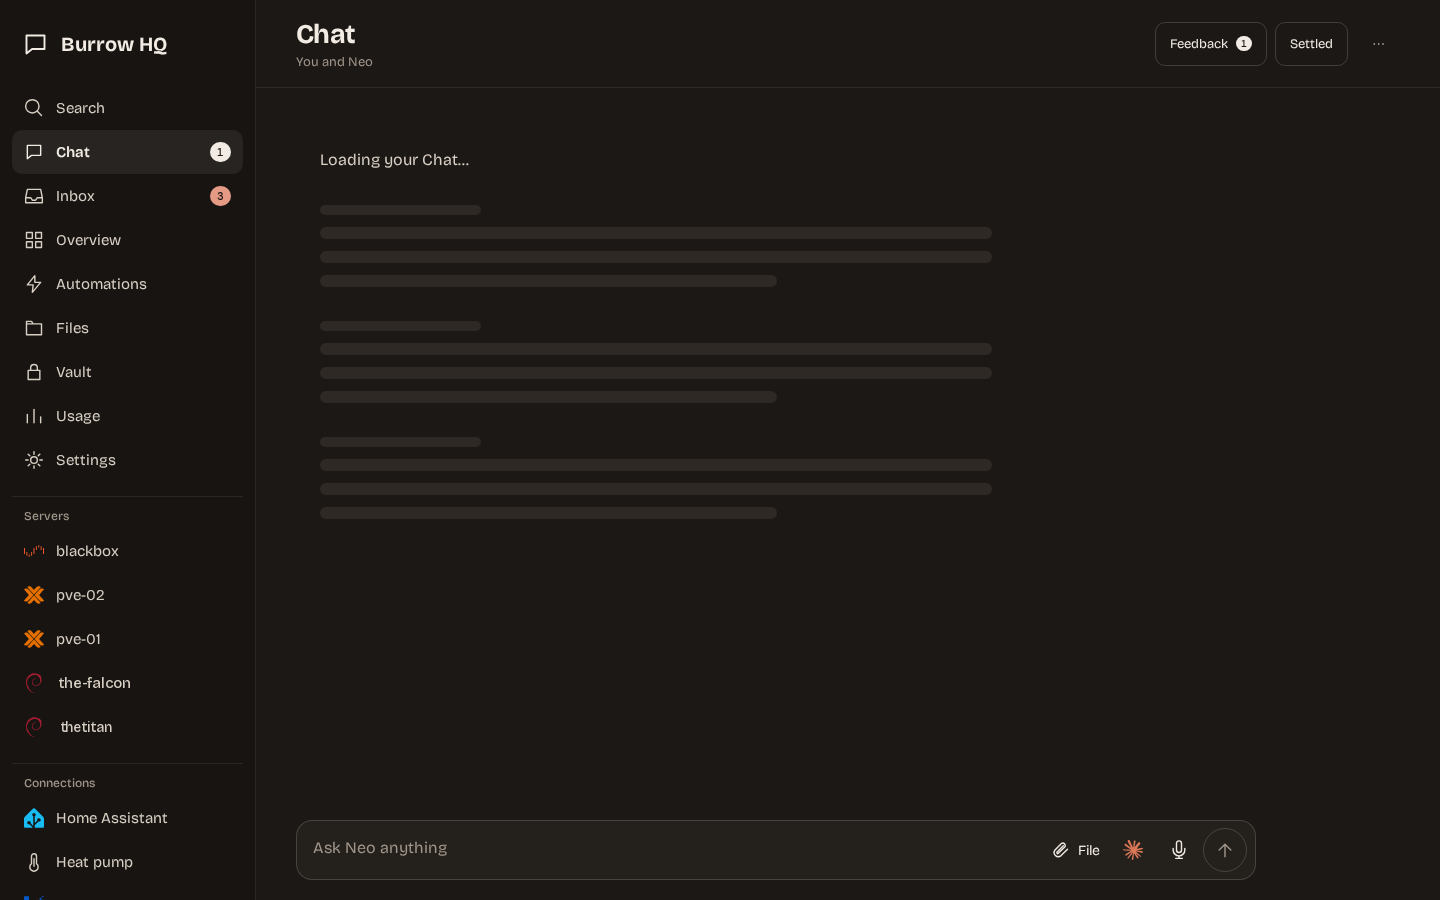 Burrow HQ
Search
Chat 1
Inbox 3
Overview
Automations
Files
Vault
Usage
Settings
Servers
blackbox
pve-02
pve-01
the-falcon
thetitan
Connections
Home Assistant
Heat pump
Chat
You and Neo
Feedback 1
Settled
Loading your Chat...
Ask Neo anything
File